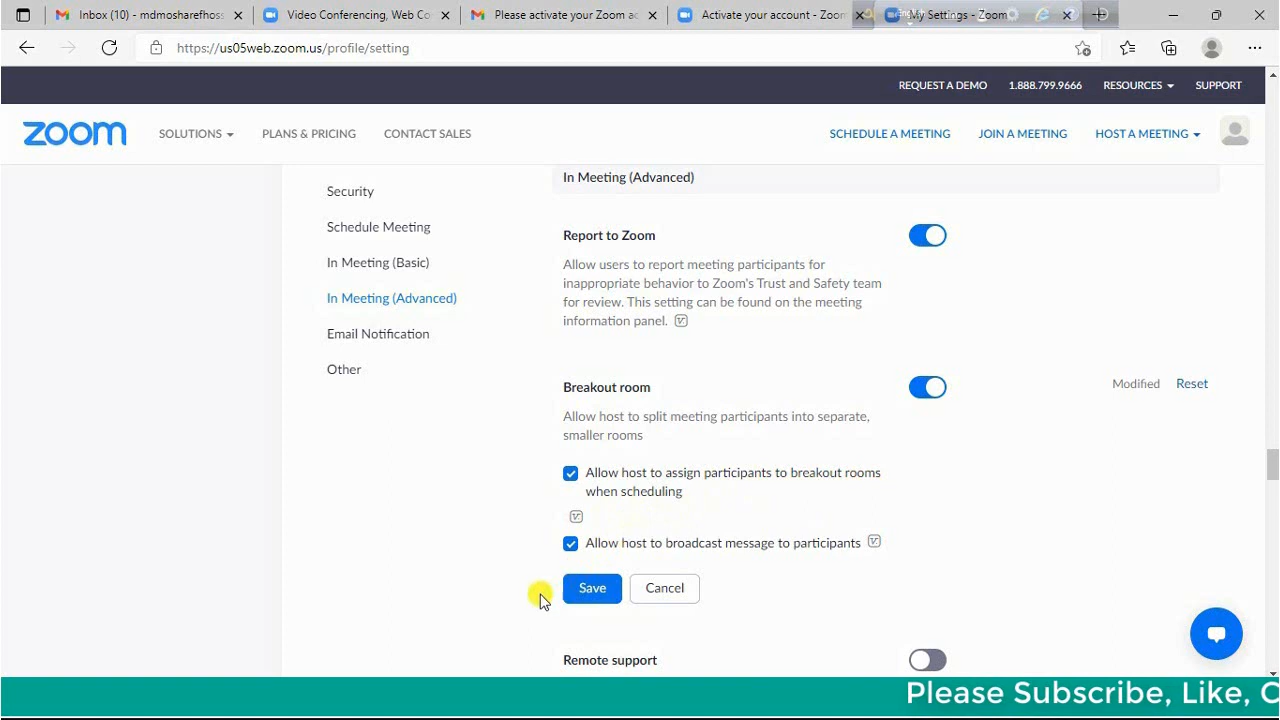 Inbox (10) - mdmosharefhoss
Video Conferencing, Web Co
Please activate your Zoom ac
Activate your account - Zoom
My Settings - Zoom
https://us05web.zoom.us/profile/setting
REQUEST A DEMO
1.888.799.9666
RESOURCES
SUPPORT
zoom
SOLUTIONS
PLANS & PRICING
CONTACT SALES
SCHEDULE A MEETING
JOIN A MEETING
HOST A MEETING
Security
Schedule Meeting
In Meeting (Basic)
In Meeting (Advanced)
Email Notification
Other
In Meeting (Advanced)
Report to Zoom
Allow users to report meeting participants for
inappropriate behavior to Zoom's Trust and Safety team
for review. This setting can be found on the meeting
information panel.
Breakout room
Modified
Reset
Allow host to split meeting participants into separate,
smaller rooms
Allow host to assign participants to breakout rooms
when scheduling
Allow host to broadcast message to participants
Save
Cancel
Remote support
Please Subscribe, Like, C